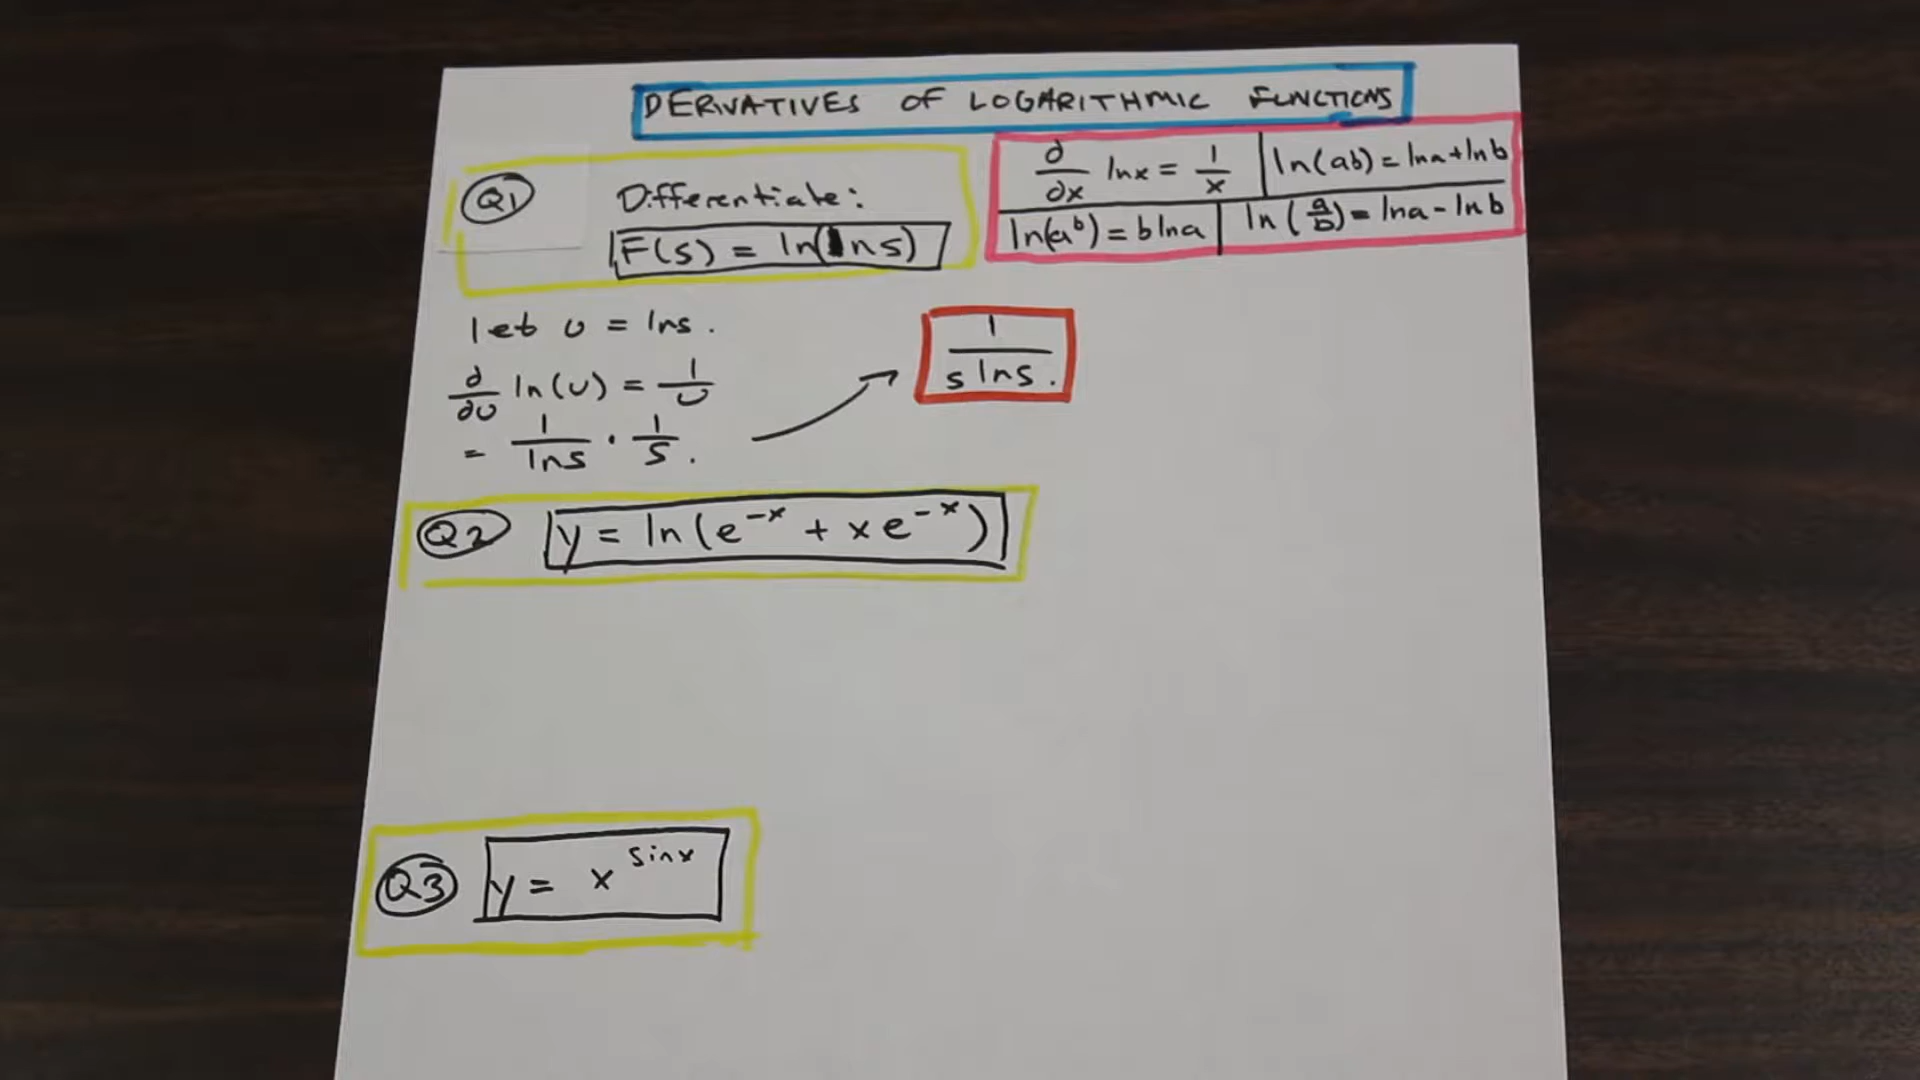 DERIVATIVES OF LOGARITHMIC FUNCTIONS
d/dx lnx = 1/x | ln(ab) = lna + lnb
ln(a^b) = b lna | ln(a/b) = lna - lnb
Q1 Differentiate:
F(s) = ln(lns)
let u = lns.
d/du ln(u) = 1/u
= 1/lns · 1/s.
1/s lns.
Q2 y = ln(e^-x + xe^-x)
Q3 y = x^sinx